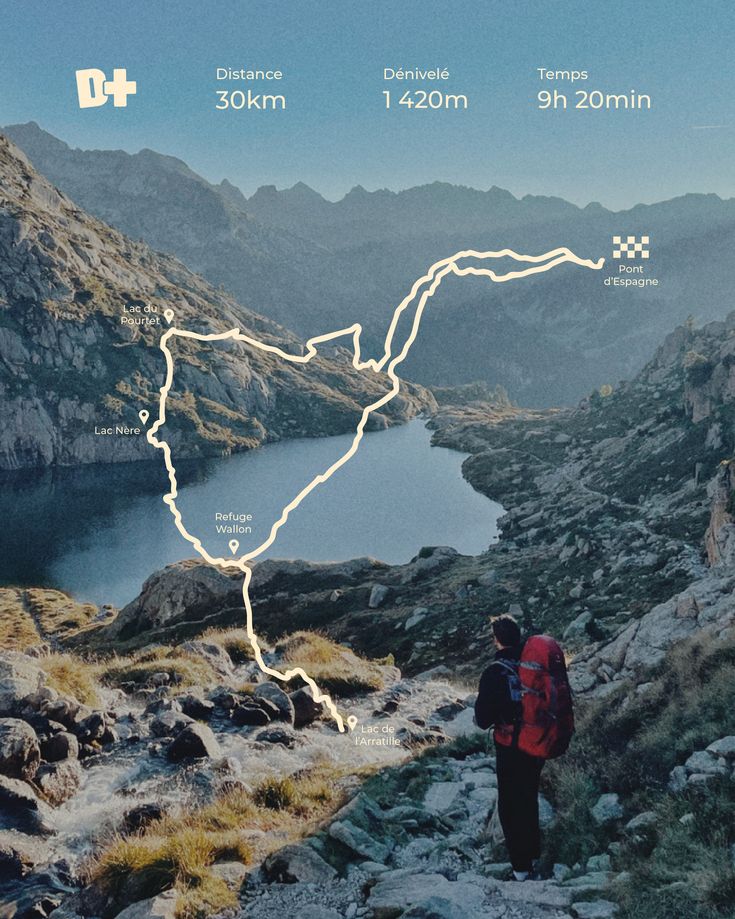 D+
Distance
30km
Dénivelé
1 420m
Temps
9h 20min
Pont
d'Espagne
Lac du
Pourtet
Lac Nère
Refuge
Wallon
Lac de
l'Arratille